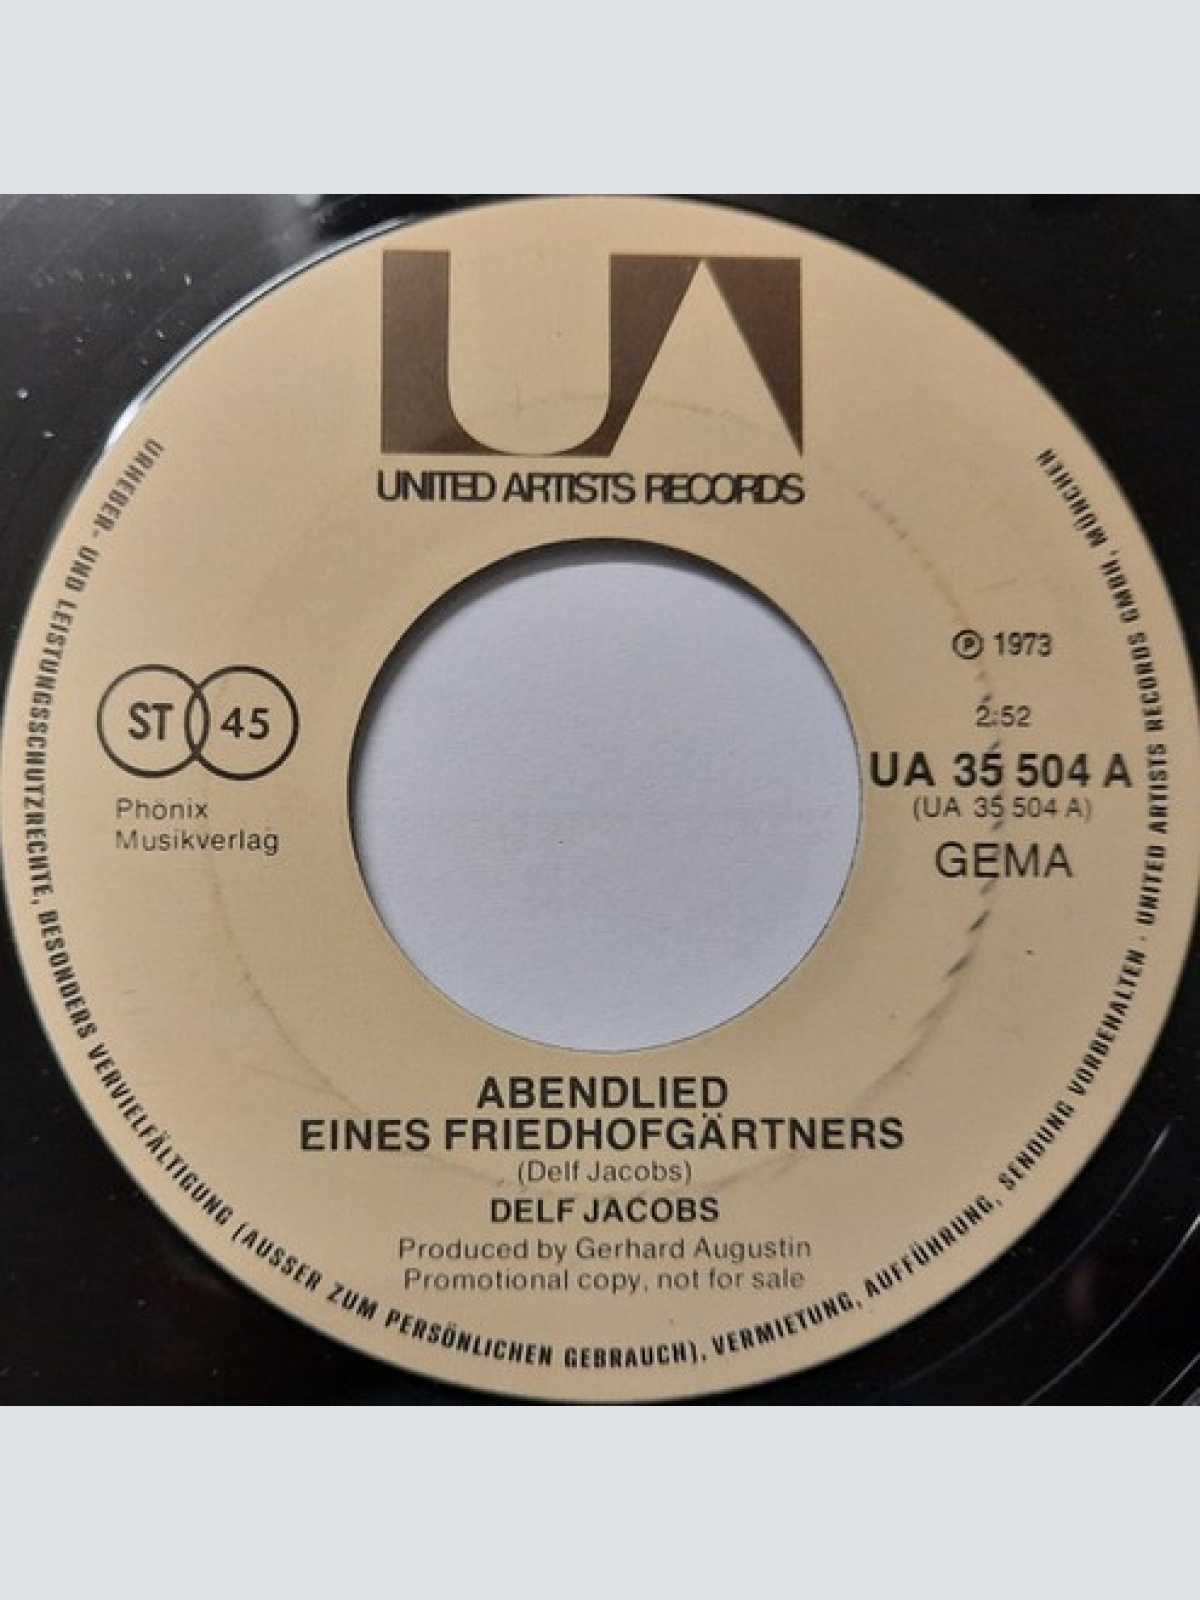 UA
UNITED ARTISTS RECORDS
URHEBER- UND LEISTUNGSSCHUTZRECHTE, BESONDERS VERVIELFÄLTIGUNG (AUSSER ZUM PERSÖNLICHEN GEBRAUCH), VERMIETUNG, AUFFÜHRUNG, SENDUNG VORBEHALTEN · UNITED ARTISTS RECORDS GMBH, MÜNCHEN
ST 45
Phönix
Musikverlag
℗ 1973
2:52
UA 35 504 A
(UA 35 504 A)
GEMA
ABENDLIED
EINES FRIEDHOFGÄRTNERS
(Delf Jacobs)
DELF JACOBS
Produced by Gerhard Augustin
Promotional copy, not for sale